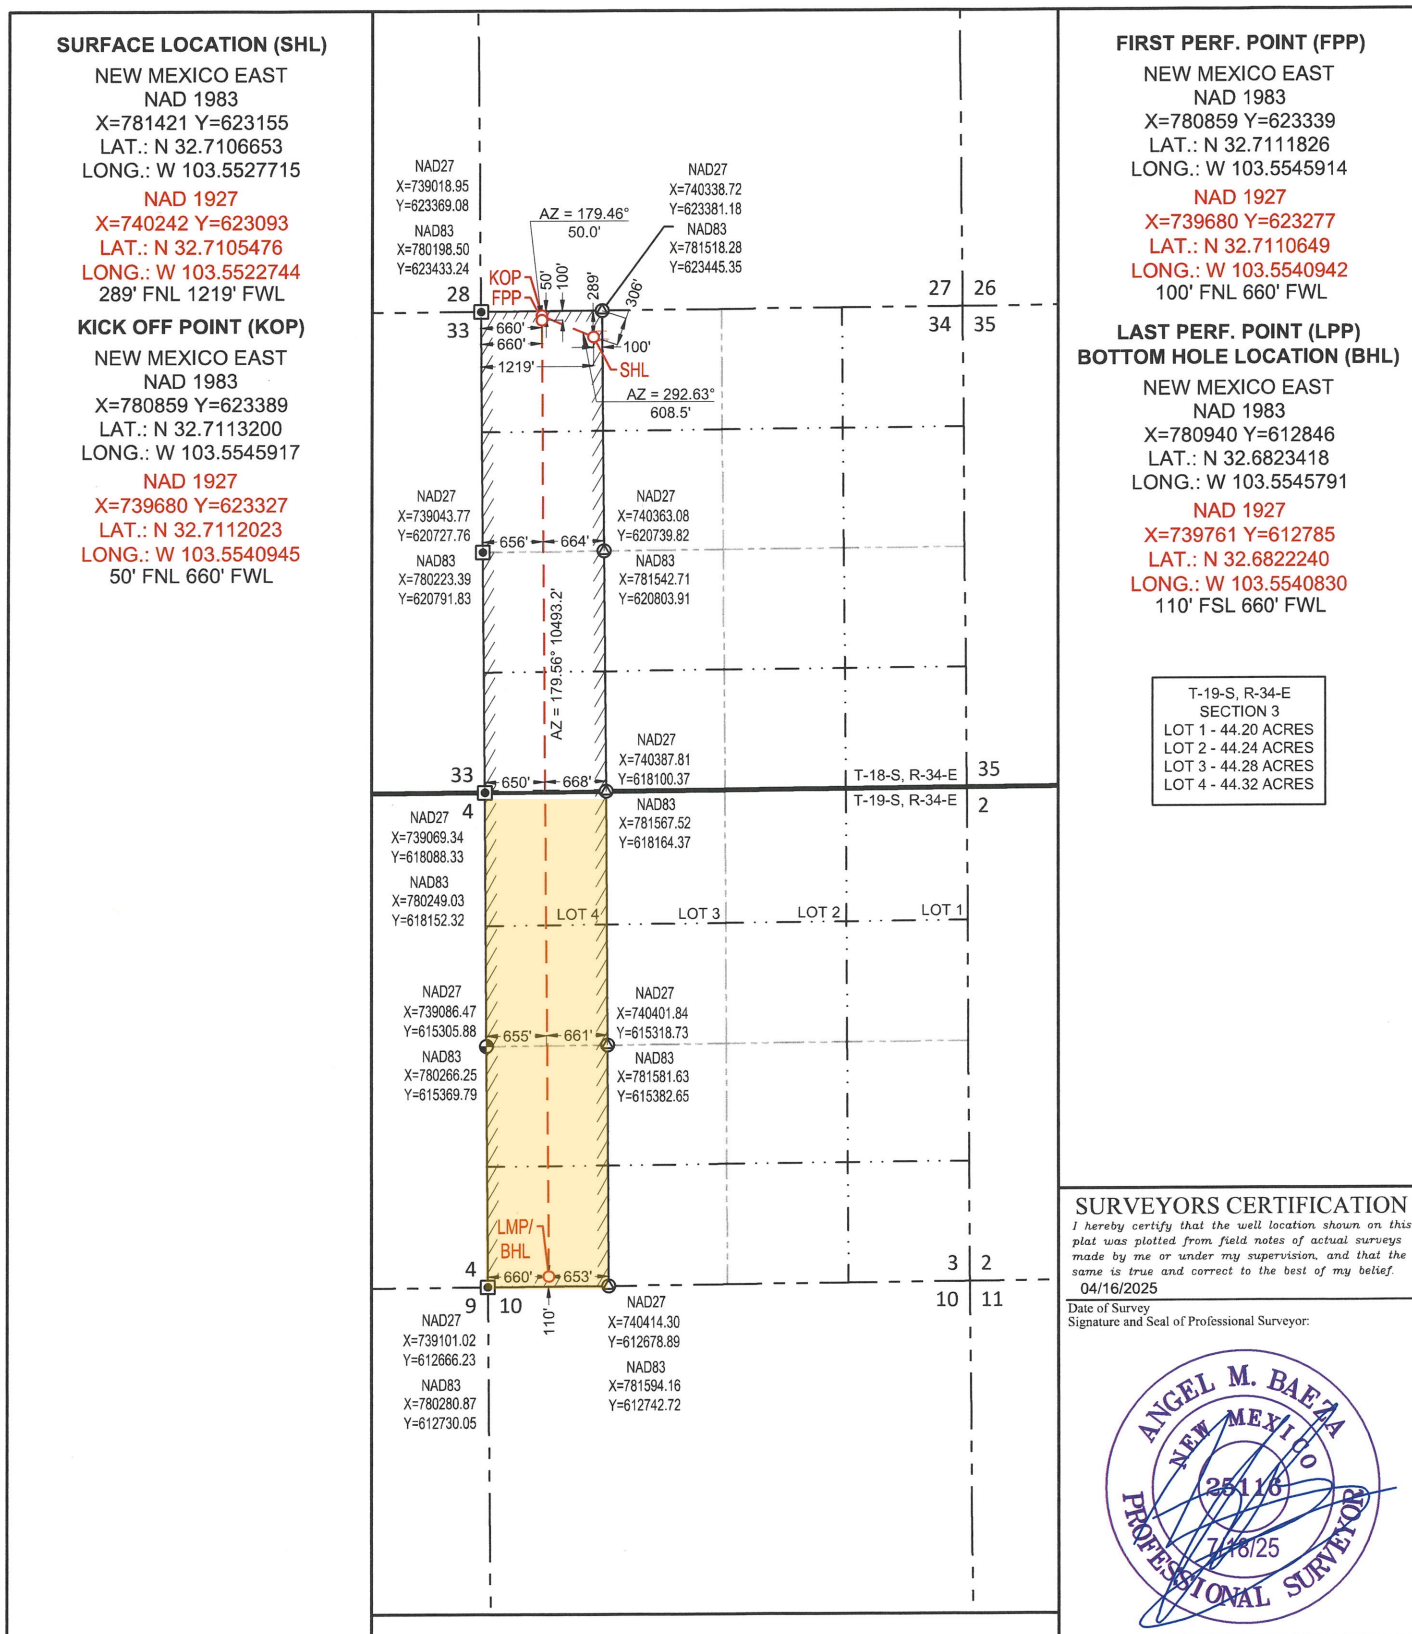 SURFACE LOCATION (SHL)
NEW MEXICO EAST
NAD 1983
X=781421 Y=623155
LAT.: N 32.7106653
LONG.: W 103.5527715
NAD 1927
X=740242 Y=623093
LAT.: N 32.7105476
LONG.: W 103.5522744
289' FNL 1219' FWL
KICK OFF POINT (KOP)
NEW MEXICO EAST
NAD 1983
X=780859 Y=623389
LAT.: N 32.7113200
LONG.: W 103.5545917
NAD 1927
X=739680 Y=623327
LAT.: N 32.7112023
LONG.: W 103.5540945
50' FNL 660' FWL
NAD27
X=739018.95
Y=623369.08
NAD83
X=780198.50
Y=623433.24
AZ = 179.46°
50.0'
NAD27
X=740338.72
Y=623381.18
NAD83
X=781518.28
Y=623445.35
KOP
FPP
50'
100'
289'
306'
28
33
27
26
34
35
660'
660'
1219'
100'
SHL
AZ = 292.63°
608.5'
NAD27
X=739043.77
Y=620727.76
NAD83
X=780223.39
Y=620791.83
656'
664'
NAD27
X=740363.08
Y=620739.82
NAD83
X=781542.71
Y=620803.91
AZ = 179.56° 10493.2'
NAD27
X=740387.81
Y=618100.37
33
650'
668'
T-18-S, R-34-E
35
4
T-19-S, R-34-E
2
NAD83
X=781567.52
Y=618164.37
NAD27
X=739069.34
Y=618088.33
NAD83
X=780249.03
Y=618152.32
LOT 4
LOT 3
LOT 2
LOT 1
NAD27
X=739086.47
Y=615305.88
NAD83
X=780266.25
Y=615369.79
655'
661'
NAD27
X=740401.84
Y=615318.73
NAD83
X=781581.63
Y=615382.65
LMP/
BHL
4
660'
653'
3
2
9
10
110'
10
11
NAD27
X=739101.02
Y=612666.23
NAD83
X=780280.87
Y=612730.05
NAD27
X=740414.30
Y=612678.89
NAD83
X=781594.16
Y=612742.72
FIRST PERF. POINT (FPP)
NEW MEXICO EAST
NAD 1983
X=780859 Y=623339
LAT.: N 32.7111826
LONG.: W 103.5545914
NAD 1927
X=739680 Y=623277
LAT.: N 32.7110649
LONG.: W 103.5540942
100' FNL 660' FWL
LAST PERF. POINT (LPP)
BOTTOM HOLE LOCATION (BHL)
NEW MEXICO EAST
NAD 1983
X=780940 Y=612846
LAT.: N 32.6823418
LONG.: W 103.5545791
NAD 1927
X=739761 Y=612785
LAT.: N 32.6822240
LONG.: W 103.5540830
110' FSL 660' FWL
T-19-S, R-34-E
SECTION 3
LOT 1 - 44.20 ACRES
LOT 2 - 44.24 ACRES
LOT 3 - 44.28 ACRES
LOT 4 - 44.32 ACRES
SURVEYORS CERTIFICATION
I hereby certify that the well location shown on this
plat was plotted from field notes of actual surveys
made by me or under my supervision, and that the
same is true and correct to the best of my belief.
04/16/2025
Date of Survey
Signature and Seal of Professional Surveyor:
ANGEL M. BAEZA
NEW MEXICO
25116
7/18/25
PROFESSIONAL SURVEYOR